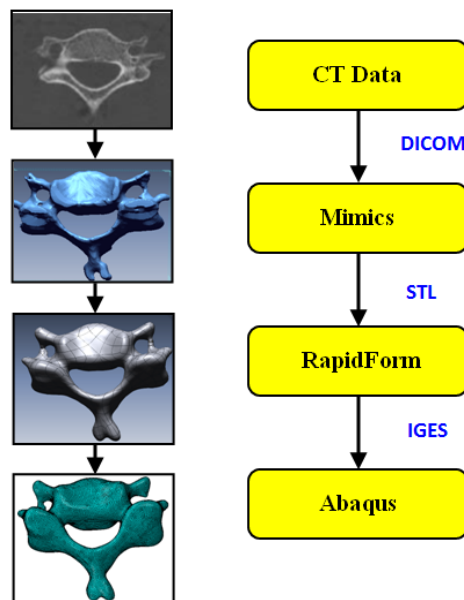 CT Data
DICOM
Mimics
STL
RapidForm
IGES
Abaqus